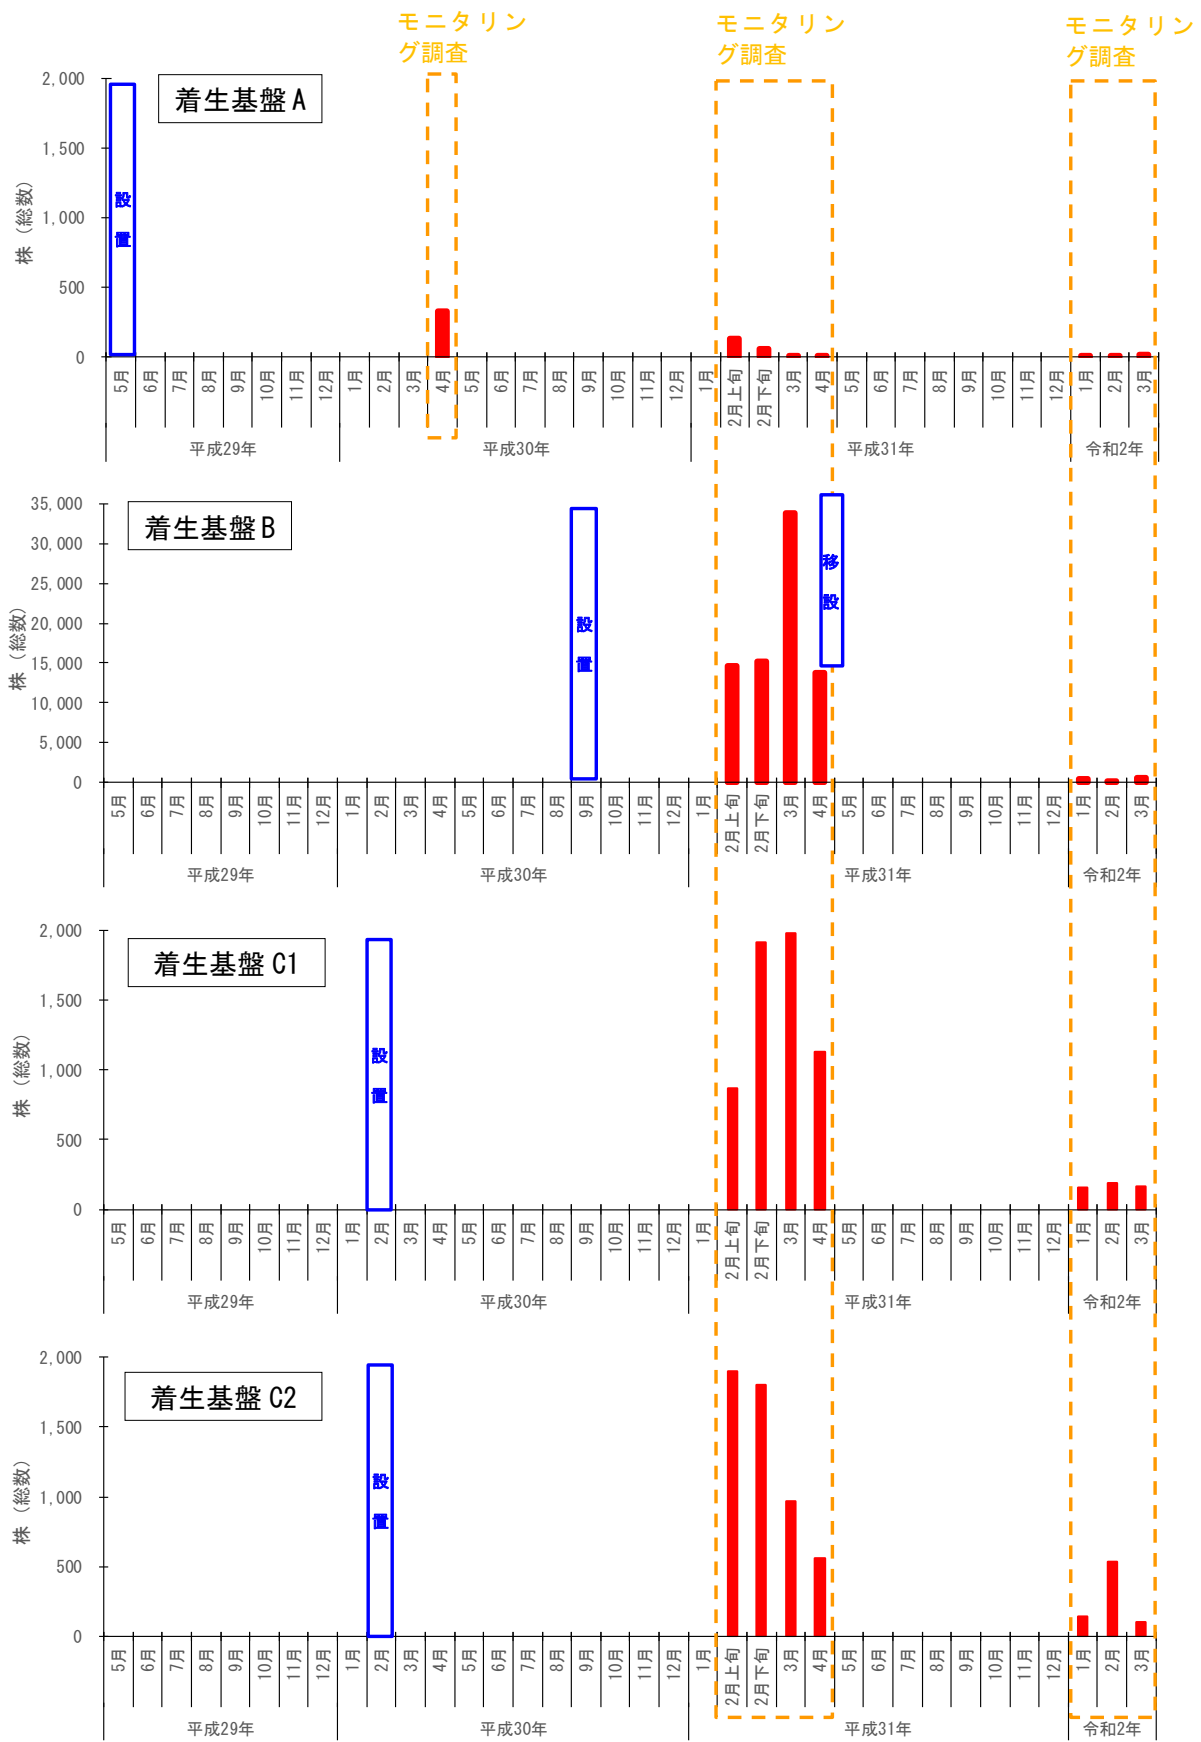 モニタリン
グ調査
モニタリン
グ調査
モニタリン
グ調査
着生基盤 A
株（総数）
2,000
1,500
1,000
500
0
設
置
5月 6月 7月 8月 9月 10月 11月 12月 1月 2月 3月 4月 5月 6月 7月 8月 9月 10月 11月 12月 1月 2月上旬 2月下旬 3月 4月 5月 6月 7月 8月 9月 10月 11月 12月 1月 2月 3月
平成29年 平成30年 平成31年 令和2年
着生基盤 B
株（総数）
35,000
30,000
25,000
20,000
15,000
10,000
5,000
0
設
置
移
設
5月 6月 7月 8月 9月 10月 11月 12月 1月 2月 3月 4月 5月 6月 7月 8月 9月 10月 11月 12月 1月 2月上旬 2月下旬 3月 4月 5月 6月 7月 8月 9月 10月 11月 12月 1月 2月 3月
平成29年 平成30年 平成31年 令和2年
着生基盤 C1
株（総数）
2,000
1,500
1,000
500
0
設
置
5月 6月 7月 8月 9月 10月 11月 12月 1月 2月 3月 4月 5月 6月 7月 8月 9月 10月 11月 12月 1月 2月上旬 2月下旬 3月 4月 5月 6月 7月 8月 9月 10月 11月 12月 1月 2月 3月
平成29年 平成30年 平成31年 令和2年
着生基盤 C2
株（総数）
2,000
1,500
1,000
500
0
設
置
5月 6月 7月 8月 9月 10月 11月 12月 1月 2月 3月 4月 5月 6月 7月 8月 9月 10月 11月 12月 1月 2月上旬 2月下旬 3月 4月 5月 6月 7月 8月 9月 10月 11月 12月 1月 2月 3月
平成29年 平成30年 平成31年 令和2年